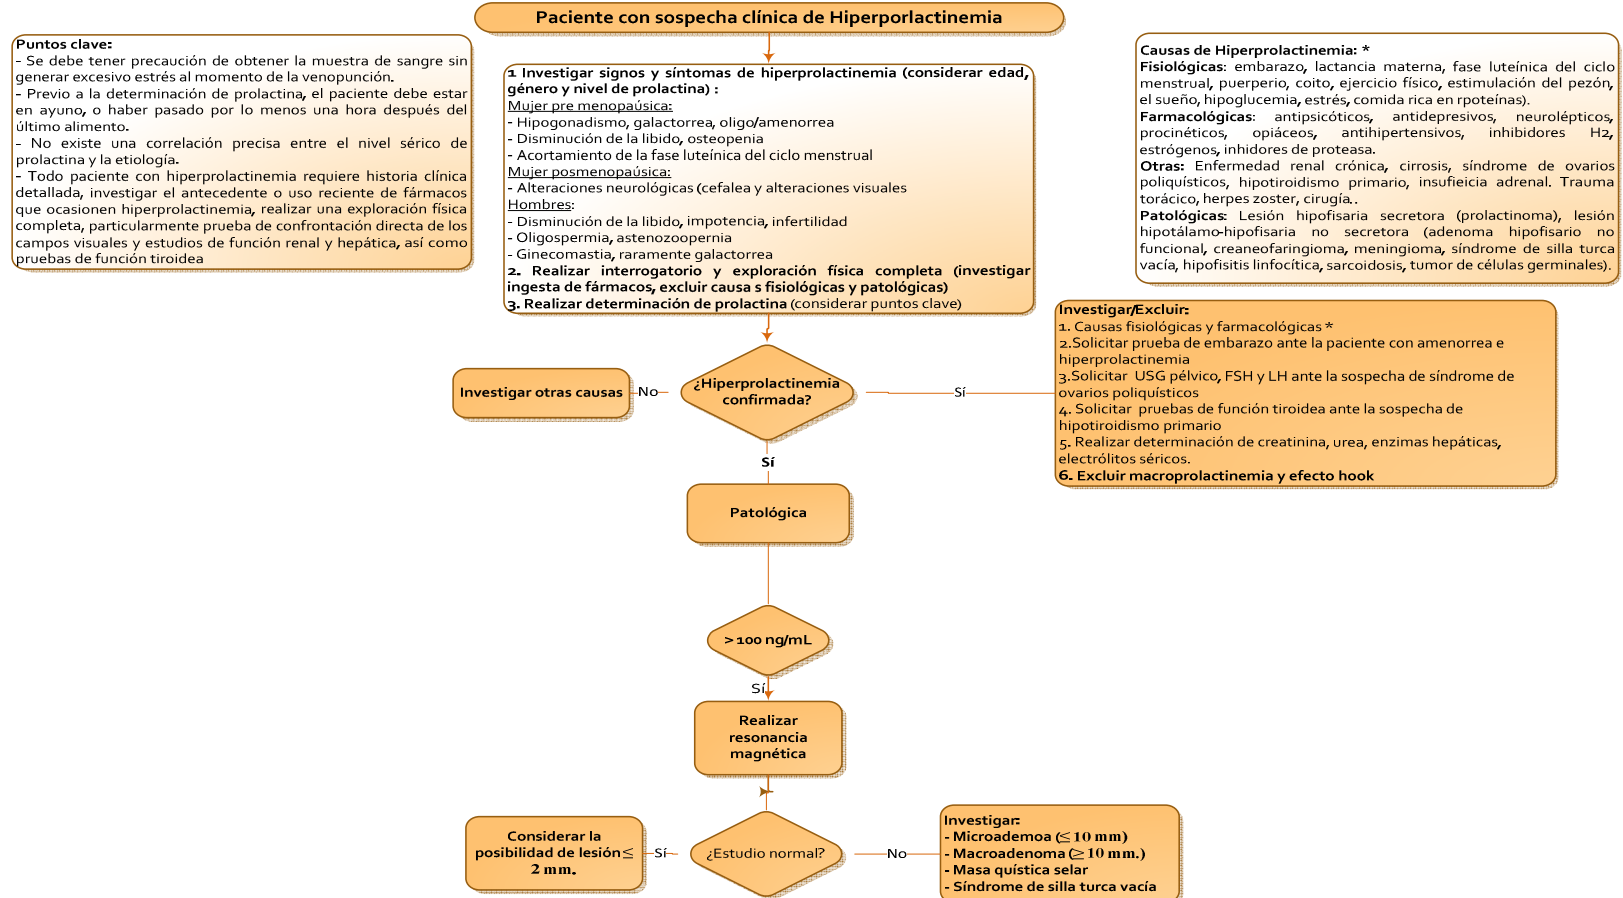 Paciente con sospecha clínica de Hiperporlactinemia
Puntos clave:
- Se debe tener precaución de obtener la muestra de sangre sin
generar excesivo estrés al momento de la venopunción.
- Previo a la determinación de prolactina, el paciente debe estar
en ayuno, o haber pasado por lo menos una hora después del
último alimento.
- No existe una correlación precisa entre el nivel sérico de
prolactina y la etiología.
- Todo paciente con hiperprolactinemia requiere historia clínica
detallada, investigar el antecedente o uso reciente de fármacos
que ocasionen hiperprolactinemia, realizar una exploración física
completa, particularmente prueba de confrontación directa de los
campos visuales y estudios de función renal y hepática, así como
pruebas de función tiroidea
1 Investigar signos y síntomas de hiperprolactinemia (considerar edad,
género y nivel de prolactina) :
Mujer pre menopaúsica:
- Hipogonadismo, galactorrea, oligo/amenorrea
- Disminución de la libido, osteopenia
- Acortamiento de la fase luteínica del ciclo menstrual
Mujer posmenopaúsica:
- Alteraciones neurológicas (cefalea y alteraciones visuales
Hombres:
- Disminución de la libido, impotencia, infertilidad
- Oligospermia, astenozoopernia
- Ginecomastia, raramente galactorrea
2. Realizar interrogatorio y exploración física completa (investigar
ingesta de fármacos, excluir causa s fisiológicas y patológicas)
3. Realizar determinación de prolactina (considerar puntos clave)
Causas de Hiperprolactinemia: *
Fisiológicas: embarazo, lactancia materna, fase luteínica del ciclo
menstrual, puerperio, coito, ejercicio físico, estimulación del pezón,
el sueño, hipoglucemia, estrés, comida rica en rpoteínas).
Farmacológicas: antipsicóticos, antidepresivos, neurolépticos,
procinéticos, opiáceos, antihipertensivos, inhibidores H2,
estrógenos, inhidores de proteasa.
Otras: Enfermedad renal crónica, cirrosis, síndrome de ovarios
poliquísticos, hipotiroidismo primario, insufieicia adrenal. Trauma
torácico, herpes zoster, cirugía..
Patológicas: Lesión hipofisaria secretora (prolactinoma), lesión
hipotálamo-hipofisaria no secretora (adenoma hipofisario no
funcional, creaneofaringioma, meningioma, síndrome de silla turca
vacía, hipofisitis linfocítica, sarcoidosis, tumor de células germinales).
Investigar/Excluir:
1. Causas fisiológicas y farmacológicas *
2.Solicitar prueba de embarazo ante la paciente con amenorrea e
hiperprolactinemia
3.Solicitar USG pélvico, FSH y LH ante la sospecha de síndrome de
ovarios poliquísticos
4. Solicitar pruebas de función tiroidea ante la sospecha de
hipotiroidismo primario
5. Realizar determinación de creatinina, urea, enzimas hepáticas,
electrólitos séricos.
6. Excluir macroprolactinemia y efecto hook
Investigar otras causas
No
¿Hiperprolactinemia
confirmada?
Sí
Sí
Patológica
> 100 ng/mL
Sí
Realizar
resonancia
magnética
Considerar la
posibilidad de lesión≤
2 mm.
Sí
¿Estudio normal?
No
Investigar:
- Microademoa (≤ 10 mm)
- Macroadenoma (≥ 10 mm.)
- Masa quística selar
- Síndrome de silla turca vacía